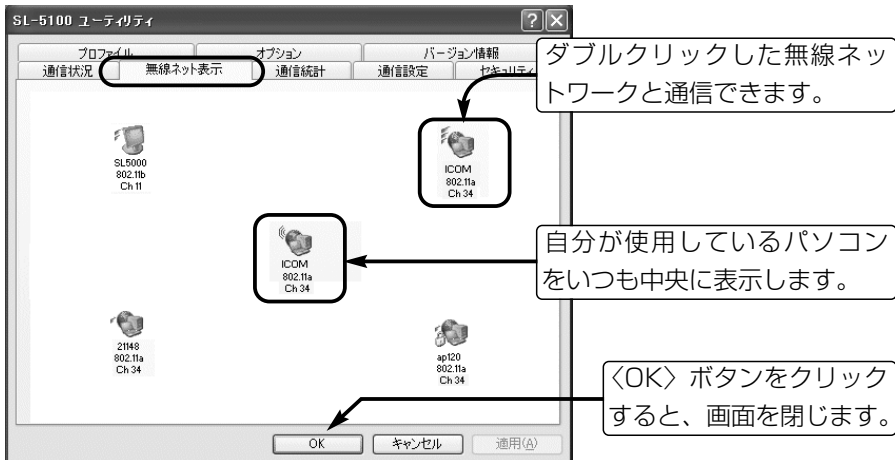 SL-5100 ユーティリティ
プロファイル オプション バージョン情報
通信状況 無線ネット表示 通信統計 通信設定 セキュリティ
ダブルクリックした無線ネッ
トワークと通信できます。
SL5000
802.11b
Ch 11
ICOM
802.11a
Ch 34
ICOM
802.11a
Ch 34
自分が使用しているパソコン
をいつも中央に表示します。
21148
802.11a
Ch 34
ap120
802.11a
Ch 34
〈OK〉ボタンをクリック
すると、画面を閉じます。
OK キャンセル 適用(A)